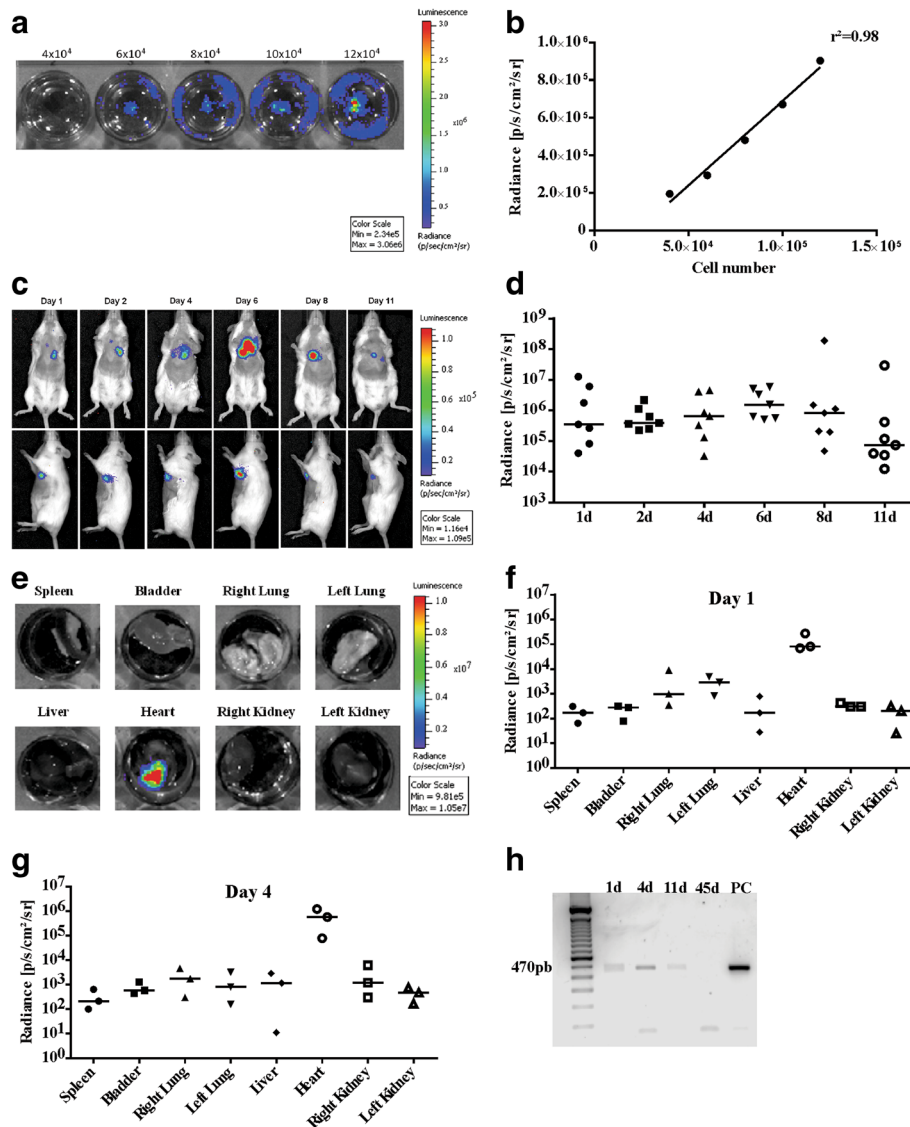 a
4x10⁴ 6x10⁴ 8x10⁴ 10x10⁴ 12x10⁴
Luminescence
3.0
2.5
2.0
x10⁶
1.5
1.0
0.5
Radiance
(p/sec/cm²/sr)
Color Scale
Min = 2.34e5
Max = 3.06e6
b
r²=0.98
Radiance [p/s/cm²/sr]
1.0×10⁶
8.0×10⁵
6.0×10⁵
4.0×10⁵
2.0×10⁵
0
0 5.0×10⁴ 1.0×10⁵ 1.5×10⁵
Cell number
c
Day 1 Day 2 Day 4 Day 6 Day 8 Day 11
Luminescence
1.0
0.8
0.6
x10⁵
0.4
0.2
Radiance
(p/sec/cm²/sr)
Color Scale
Min = 1.16e4
Max = 1.09e5
d
Radiance [p/s/cm²/sr]
10⁹
10⁸
10⁷
10⁶
10⁵
10⁴
10³
1d 2d 4d 6d 8d 11d
e
Spleen Bladder Right Lung Left Lung
Liver Heart Right Kidney Left Kidney
Luminescence
1.0
0.8
0.6
x10⁷
0.4
0.2
Radiance
(p/sec/cm²/sr)
Color Scale
Min = 9.81e5
Max = 1.05e7
f
Day 1
Radiance [p/s/cm²/sr]
10⁶
10⁵
10⁴
10³
10²
10¹
10⁰
Spleen Bladder Right Lung Left Lung Liver Heart Right Kidney Left Kidney
g
Day 4
Radiance [p/s/cm²/sr]
10⁷
10⁶
10⁵
10⁴
10³
10²
10¹
10⁰
Spleen Bladder Right Lung Left Lung Liver Heart Right Kidney Left Kidney
h
1d 4d 11d 45d PC
470pb